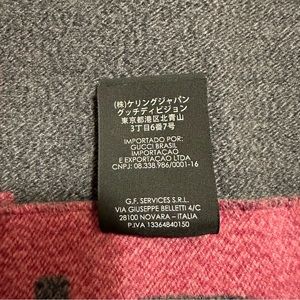 (株)ケリングジャパン
グッチディビジョン
東京都港区北青山
3丁目6番7号
IMPORTADO POR:
GUCCI BRASIL
IMPORTACAO
E EXPORTAÇÃO LTDA
CNPJ: 08.338.986/0001-16
G.F. SERVICES S.R.L.
VIA GIUSEPPE BELLETTI 4/C
28100 NOVARA – ITALIA
P.IVA 13364840150